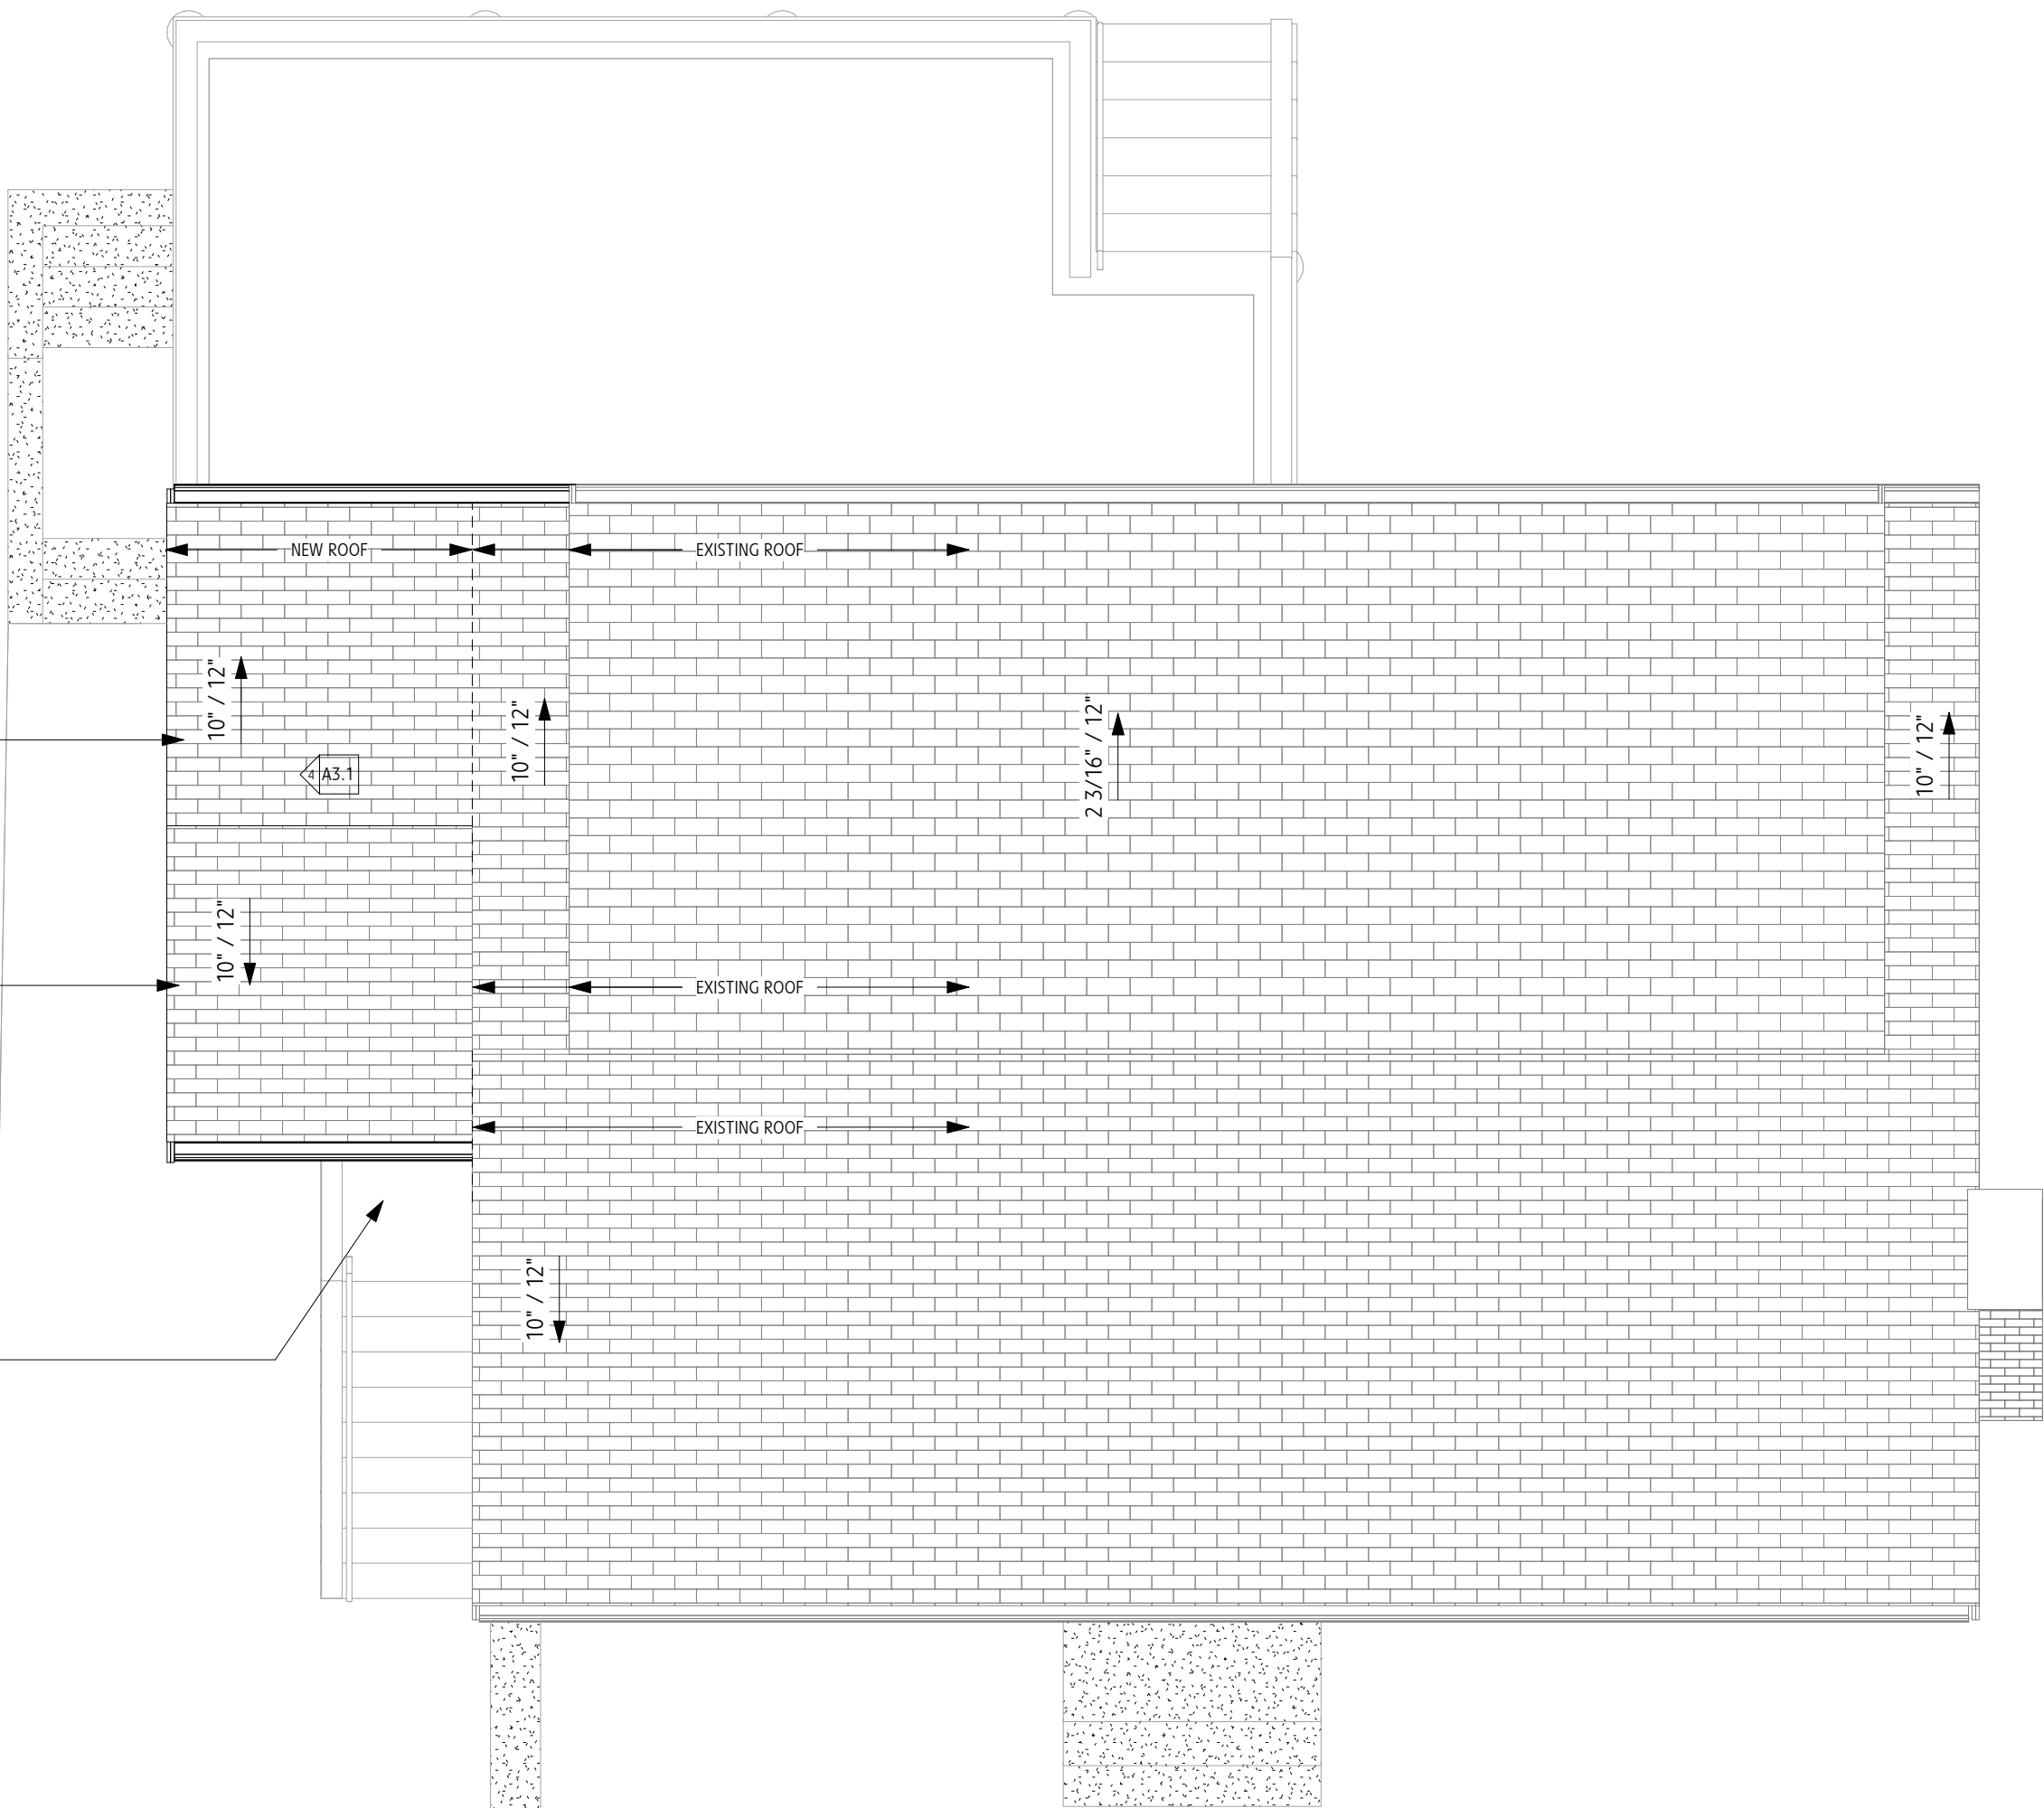 NEW ROOF
EXISTING ROOF
10" / 12"
10" / 12"
2 3/16" / 12"
10" / 12"
4 A3.1
10" / 12"
EXISTING ROOF
EXISTING ROOF
10" / 12"